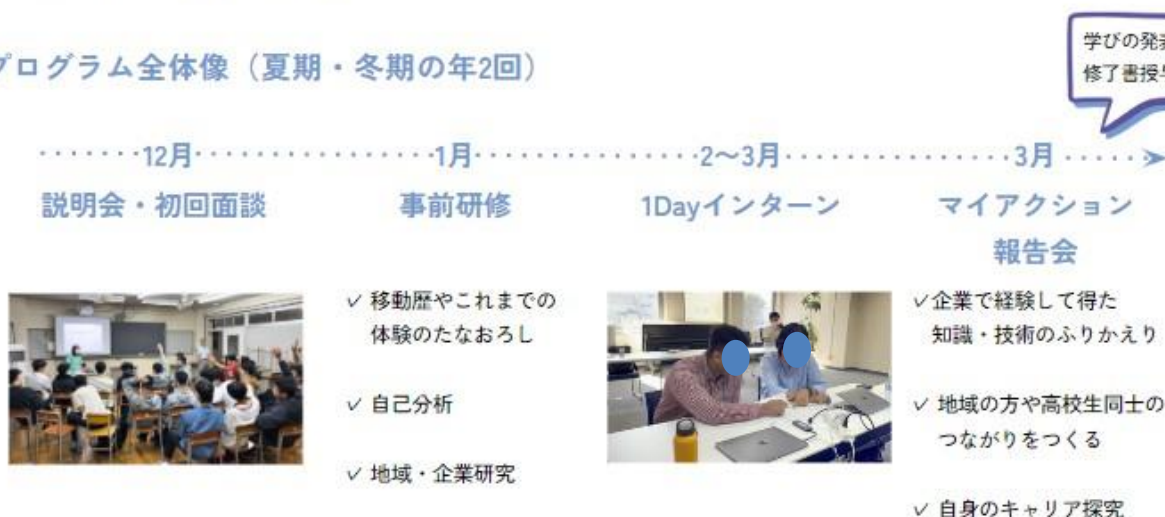 プログラム全体像（夏期・冬期の年2回）
学びの発表
修了書授与
12月
1月
2～3月
3月
説明会・初回面談
事前研修
1Dayインターン
マイアクション
報告会
✓ 移動歴やこれまでの
体験のたなおろし
✓ 自己分析
✓ 地域・企業研究
✓企業で経験して得た
知識・技術のふりかえり
✓ 地域の方や高校生同士の
つながりをつくる
✓ 自身のキャリア探究